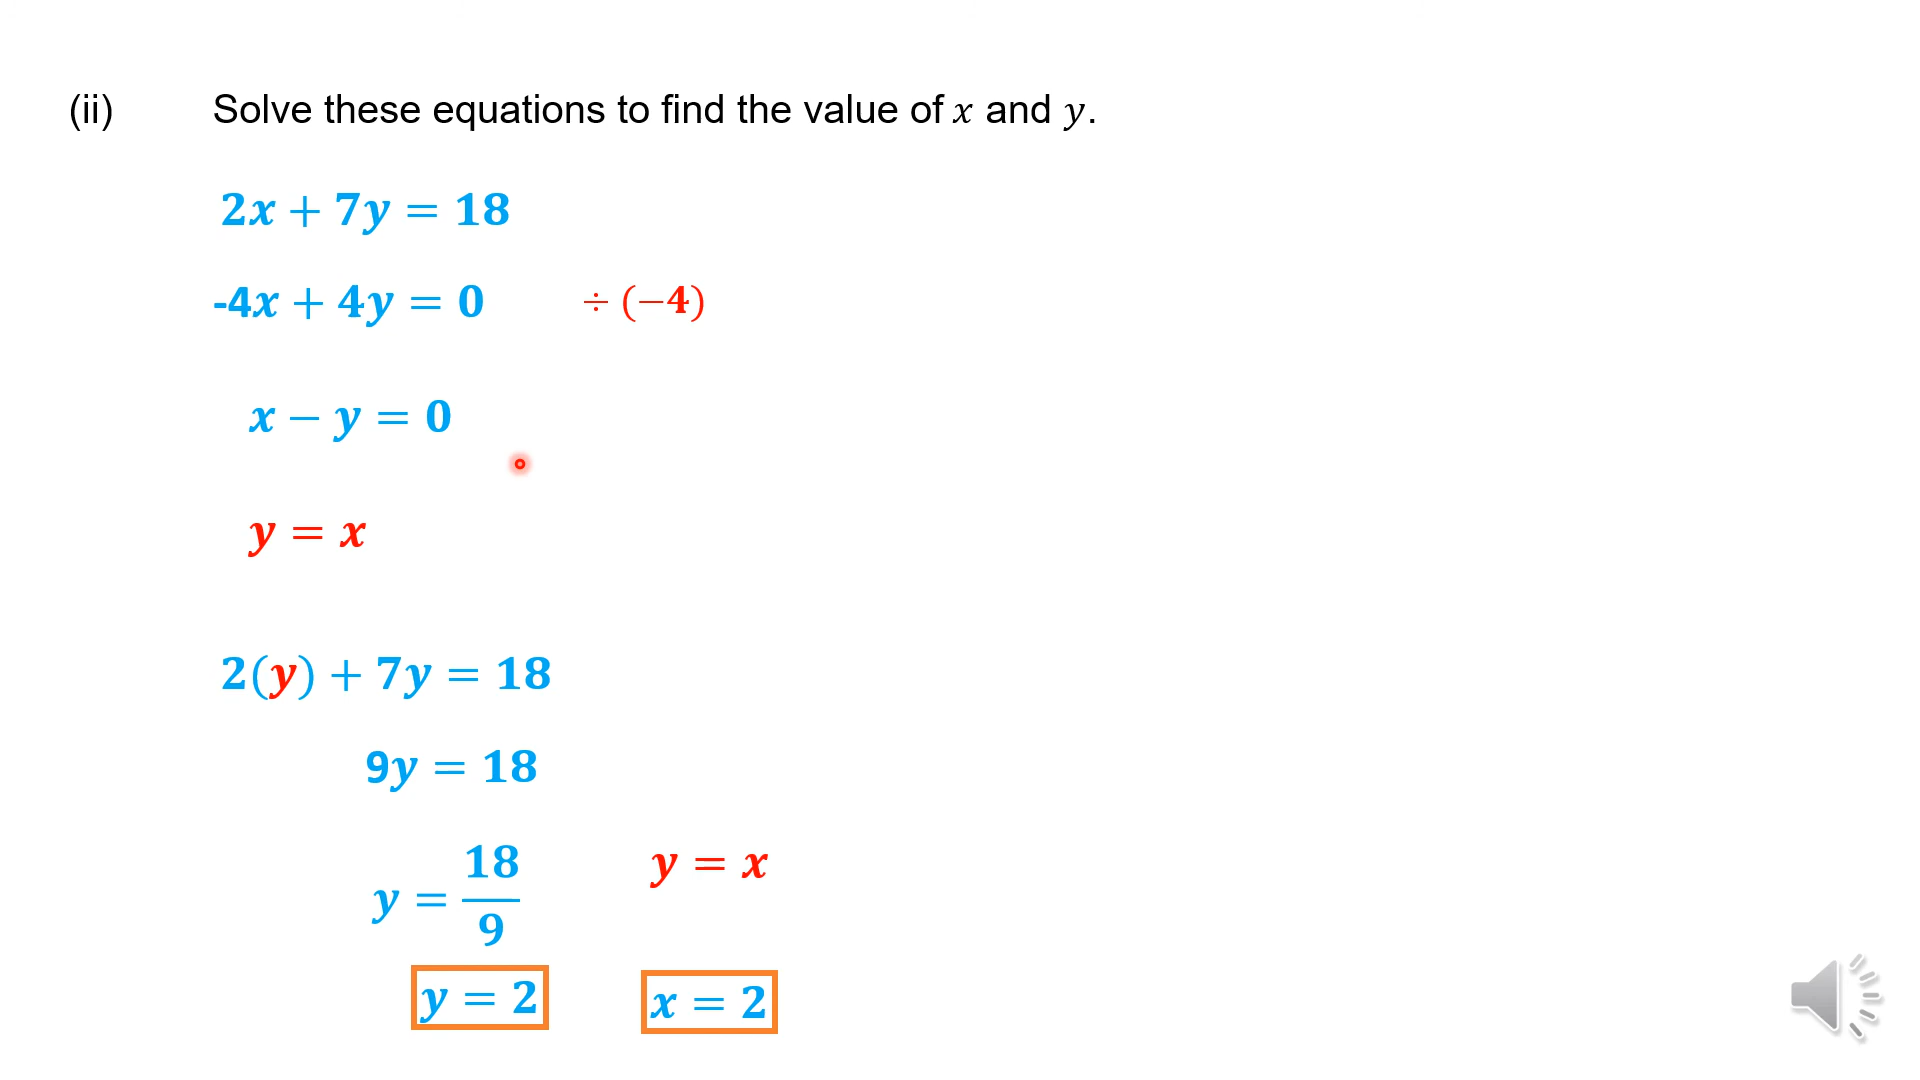 (ii) Solve these equations to find the value of x and y.
2x + 7y = 18
-4x + 4y = 0 ÷ (−4)
x − y = 0
y = x
2(y) + 7y = 18
9y = 18
y = 18/9 y = x
y = 2 x = 2